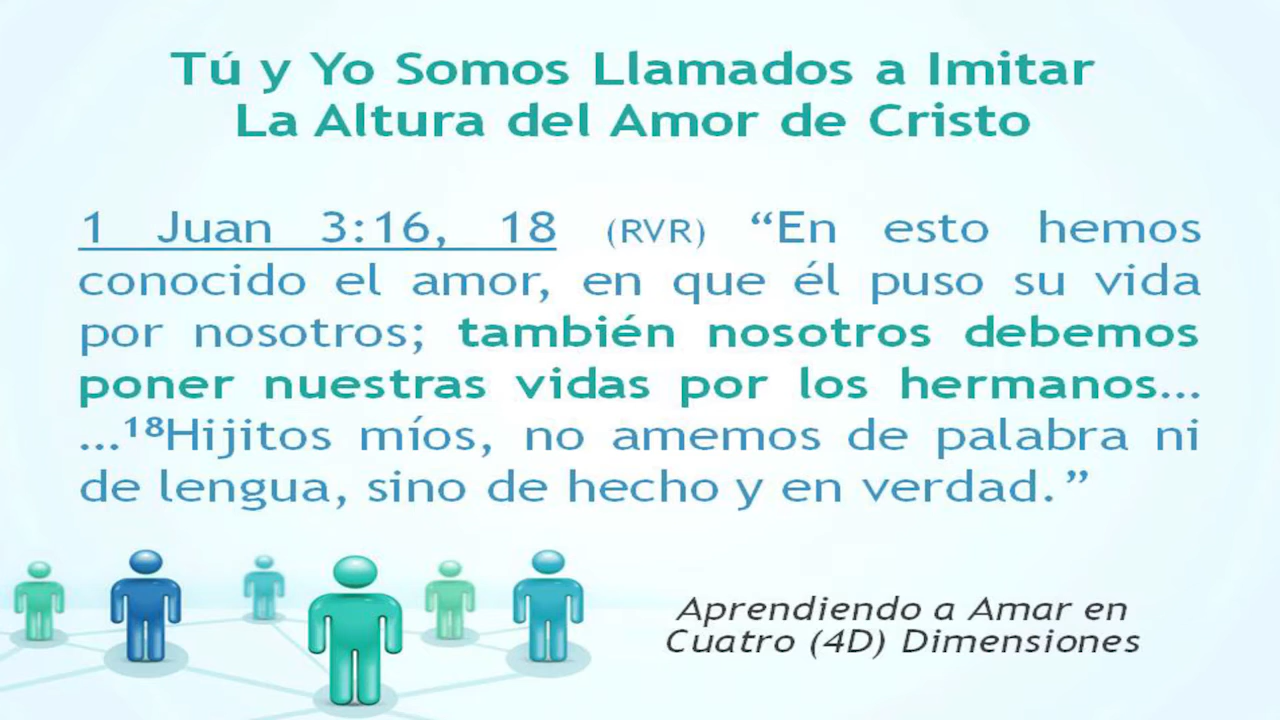 Tú y Yo Somos Llamados a Imitar
La Altura del Amor de Cristo
1 Juan 3:16, 18 (RVR) “En esto hemos
conocido el amor, en que él puso su vida
por nosotros; también nosotros debemos
poner nuestras vidas por los hermanos…
…¹⁸Hijitos míos, no amemos de palabra ni
de lengua, sino de hecho y en verdad.”
Aprendiendo a Amar en
Cuatro (4D) Dimensiones